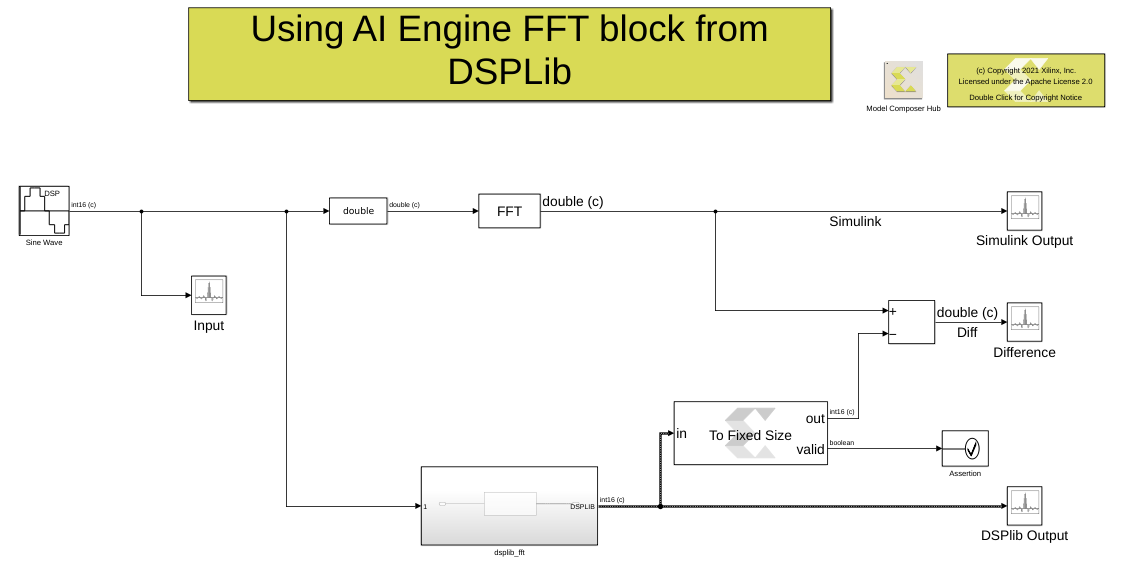 Using AI Engine FFT block from
DSPLib
(c) Copyright 2021 Xilinx, Inc.
Licensed under the Apache License 2.0
Double Click for Copyright Notice
Model Composer Hub
DSP
int16 (c)
Sine Wave
double
double (c)
FFT
double (c)
Simulink
Simulink Output
Input
+
−
double (c)
Diff
Difference
in
To Fixed Size
out
valid
int16 (c)
boolean
Assertion
1
DSPLIB
int16 (c)
dsplib_fft
DSPlib Output